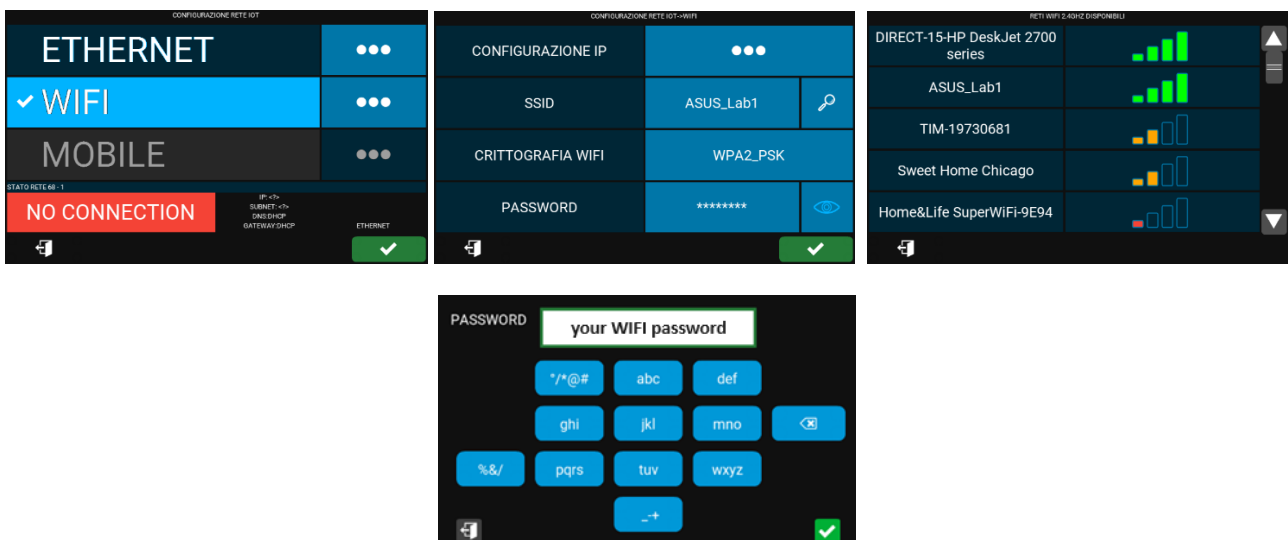 CONFIGURAZIONE RETE IOT
ETHERNET
WIFI
MOBILE
STATO RETE 68 - 1
NO CONNECTION
IP: <?>
SUBNET: <?>
DNS:DHCP
GATEWAY:DHCP
ETHERNET
CONFIGURAZIONE RETE IOT->WIFI
CONFIGURAZIONE IP
SSID ASUS_Lab1
CRITTOGRAFIA WIFI WPA2_PSK
PASSWORD ********
RETI WIFI 2.4GHZ DISPONIBILI
DIRECT-15-HP DeskJet 2700
series
ASUS_Lab1
TIM-19730681
Sweet Home Chicago
Home&Life SuperWiFi-9E94
PASSWORD your WIFI password
"/*@# abc def
ghi jkl mno
%&/ pqrs tuv wxyz
_-+